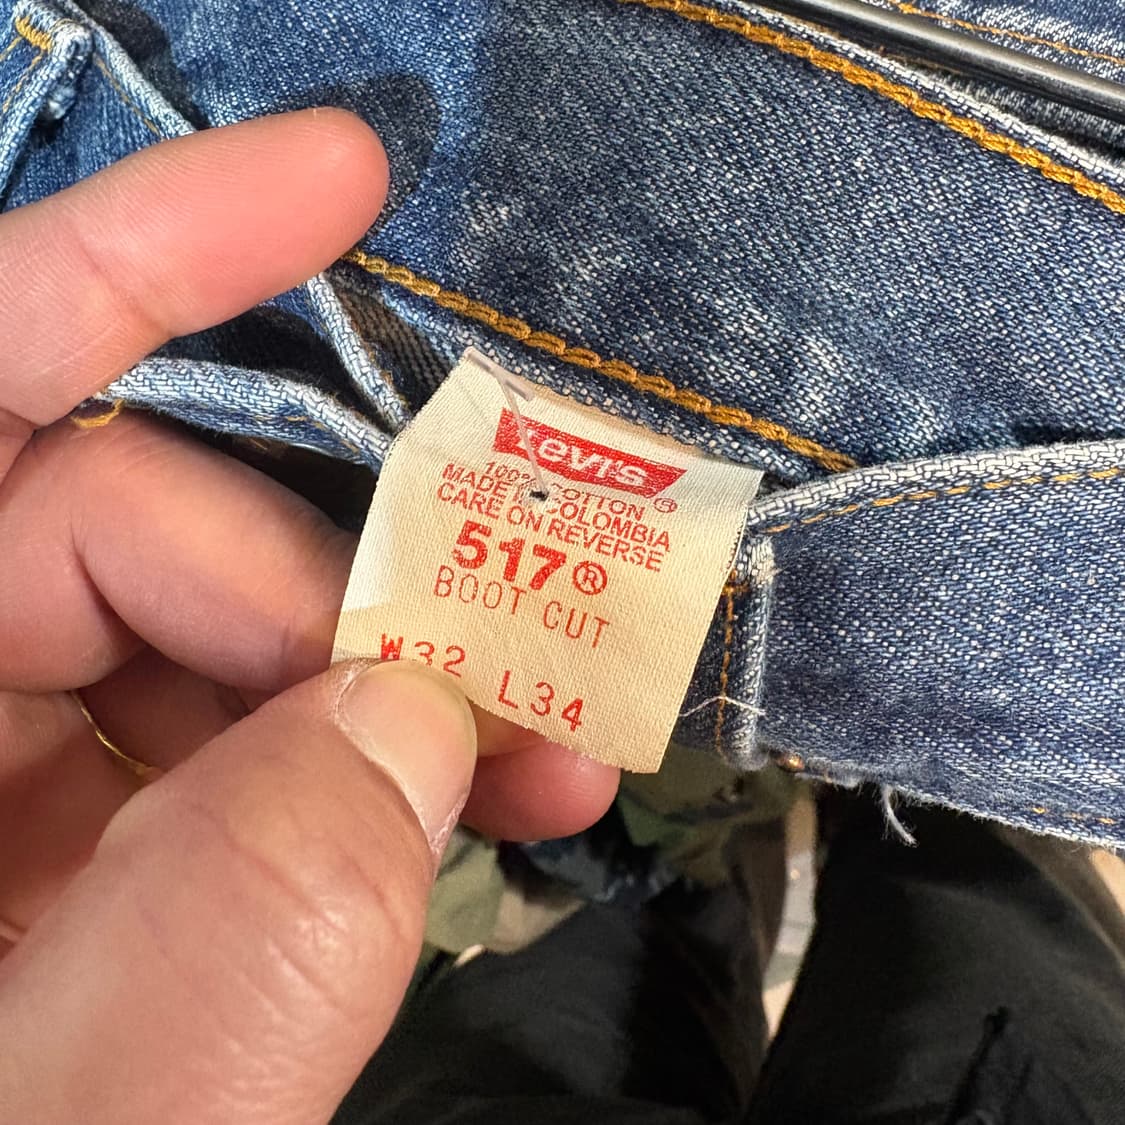 Levi's ®
100% COTTON
MADE IN COLOMBIA
CARE ON REVERSE
517®
BOOT CUT
W32 L34